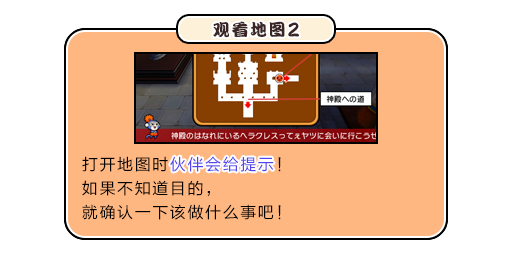 观看地图2
神殿への道
神殿のはなれにいるヘラクレスってぇヤツに会いに行こうぜ
打开地图时伙伴会给提示！
如果不知道目的，
就确认一下该做什么事吧！